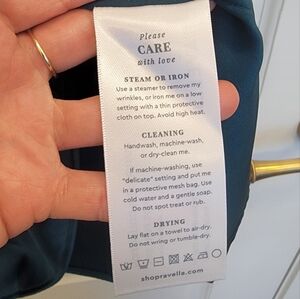 Please
CARE
with love
STEAM OR IRON
Use a steamer to remove my
wrinkles, or iron me on a low
setting with a thin protective
cloth on top. Avoid high heat.
CLEANING
Handwash, machine-wash,
or dry-clean me.
If machine-washing, use
"delicate" setting and put me
in a protective mesh bag. Use
cold water and a gentle soap.
Do not spot treat or rub.
DRYING
Lay flat on a towel to air-dry.
Do not wring or tumble-dry.
shopravella.com